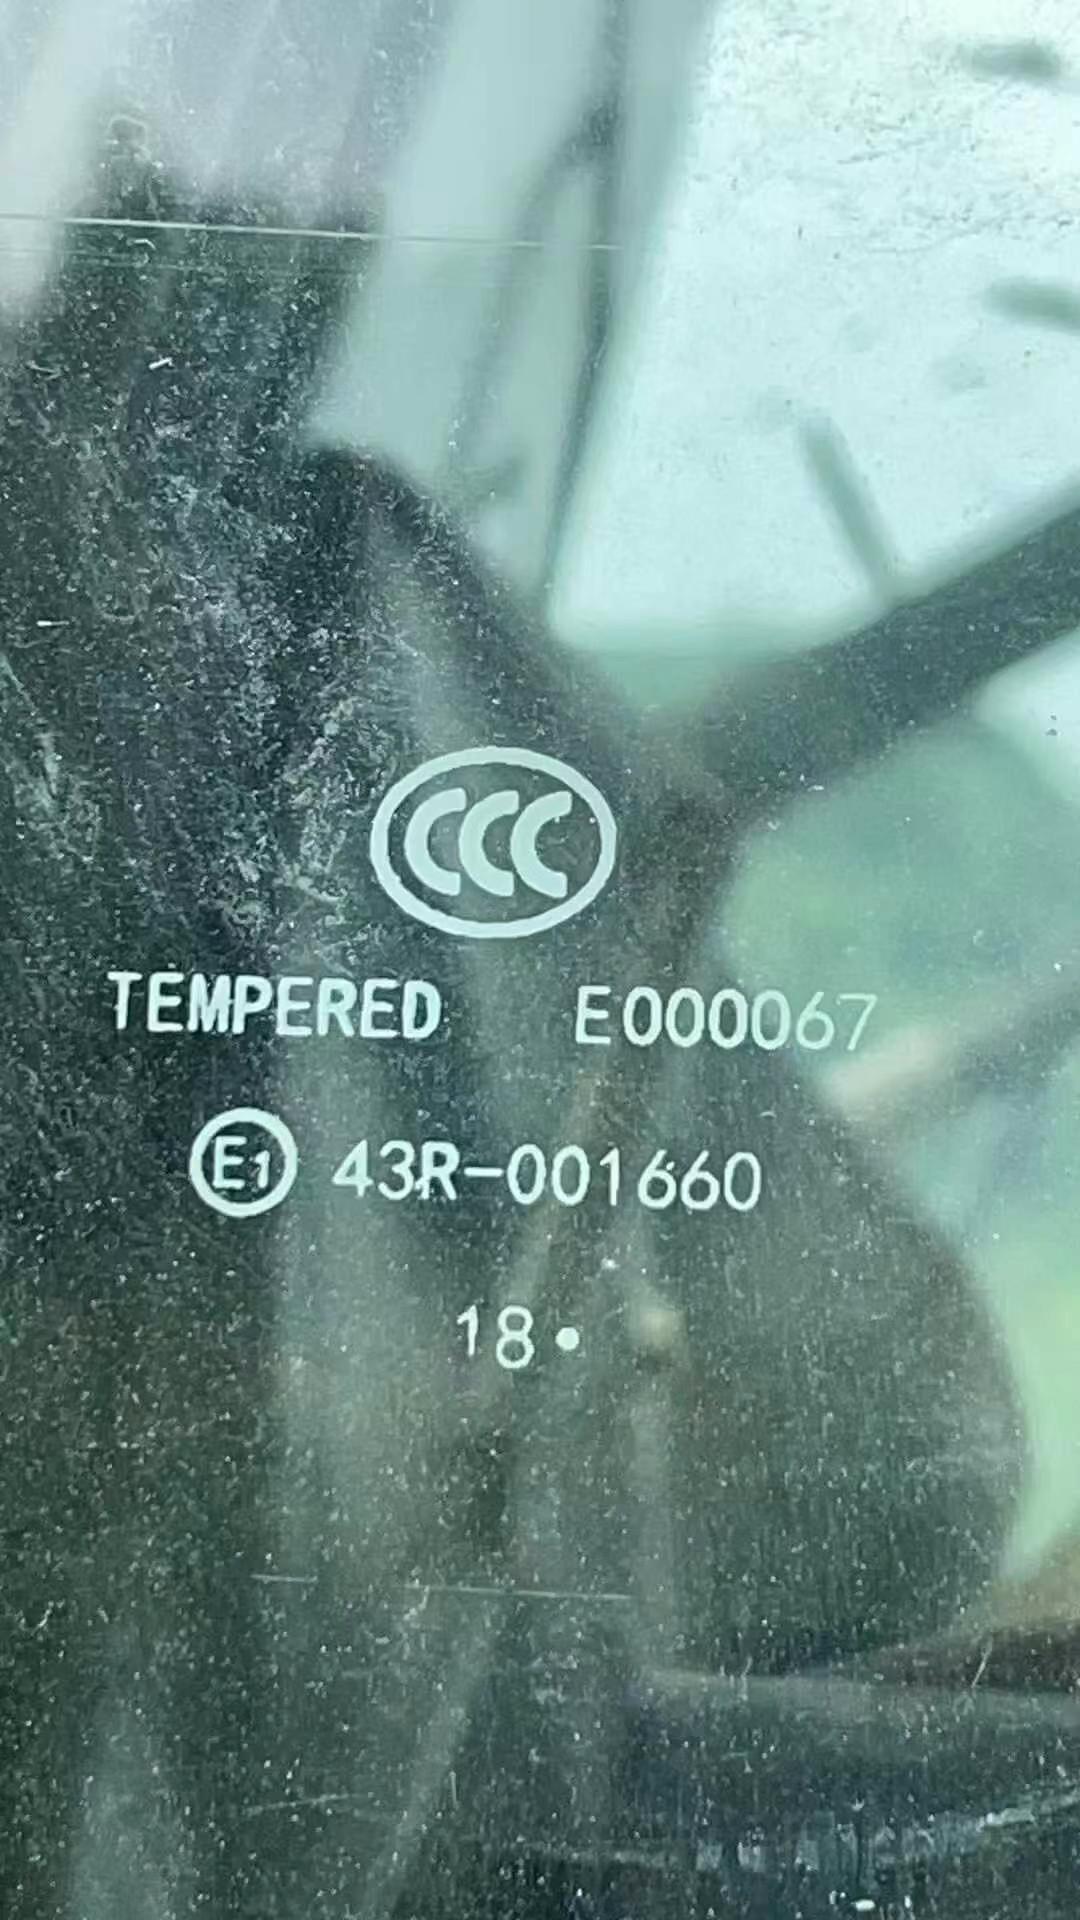 CCC
TEMPERED E000067
E1 43R-001660
18•